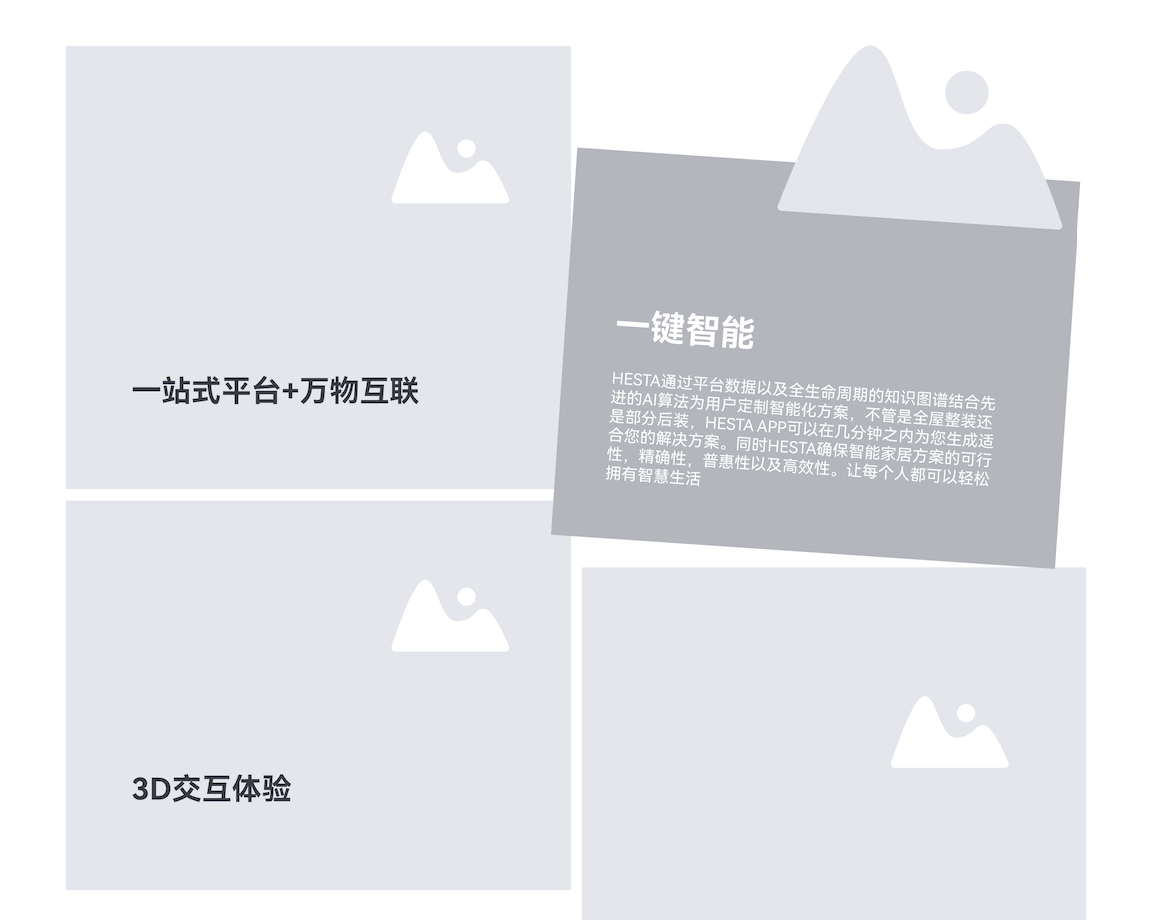 一站式平台+万物互联
一键智能
HESTA通过平台数据以及全生命周期的知识图谱结合先
进的AI算法为用户定制智能化方案，不管是全屋整装还
是部分后装，HESTA APP可以在几分钟之内为您生成适
合您的解决方案。同时HESTA确保智能家居方案的可行
性，精确性，普惠性以及高效性。让每个人都可以轻松
拥有智慧生活
3D交互体验